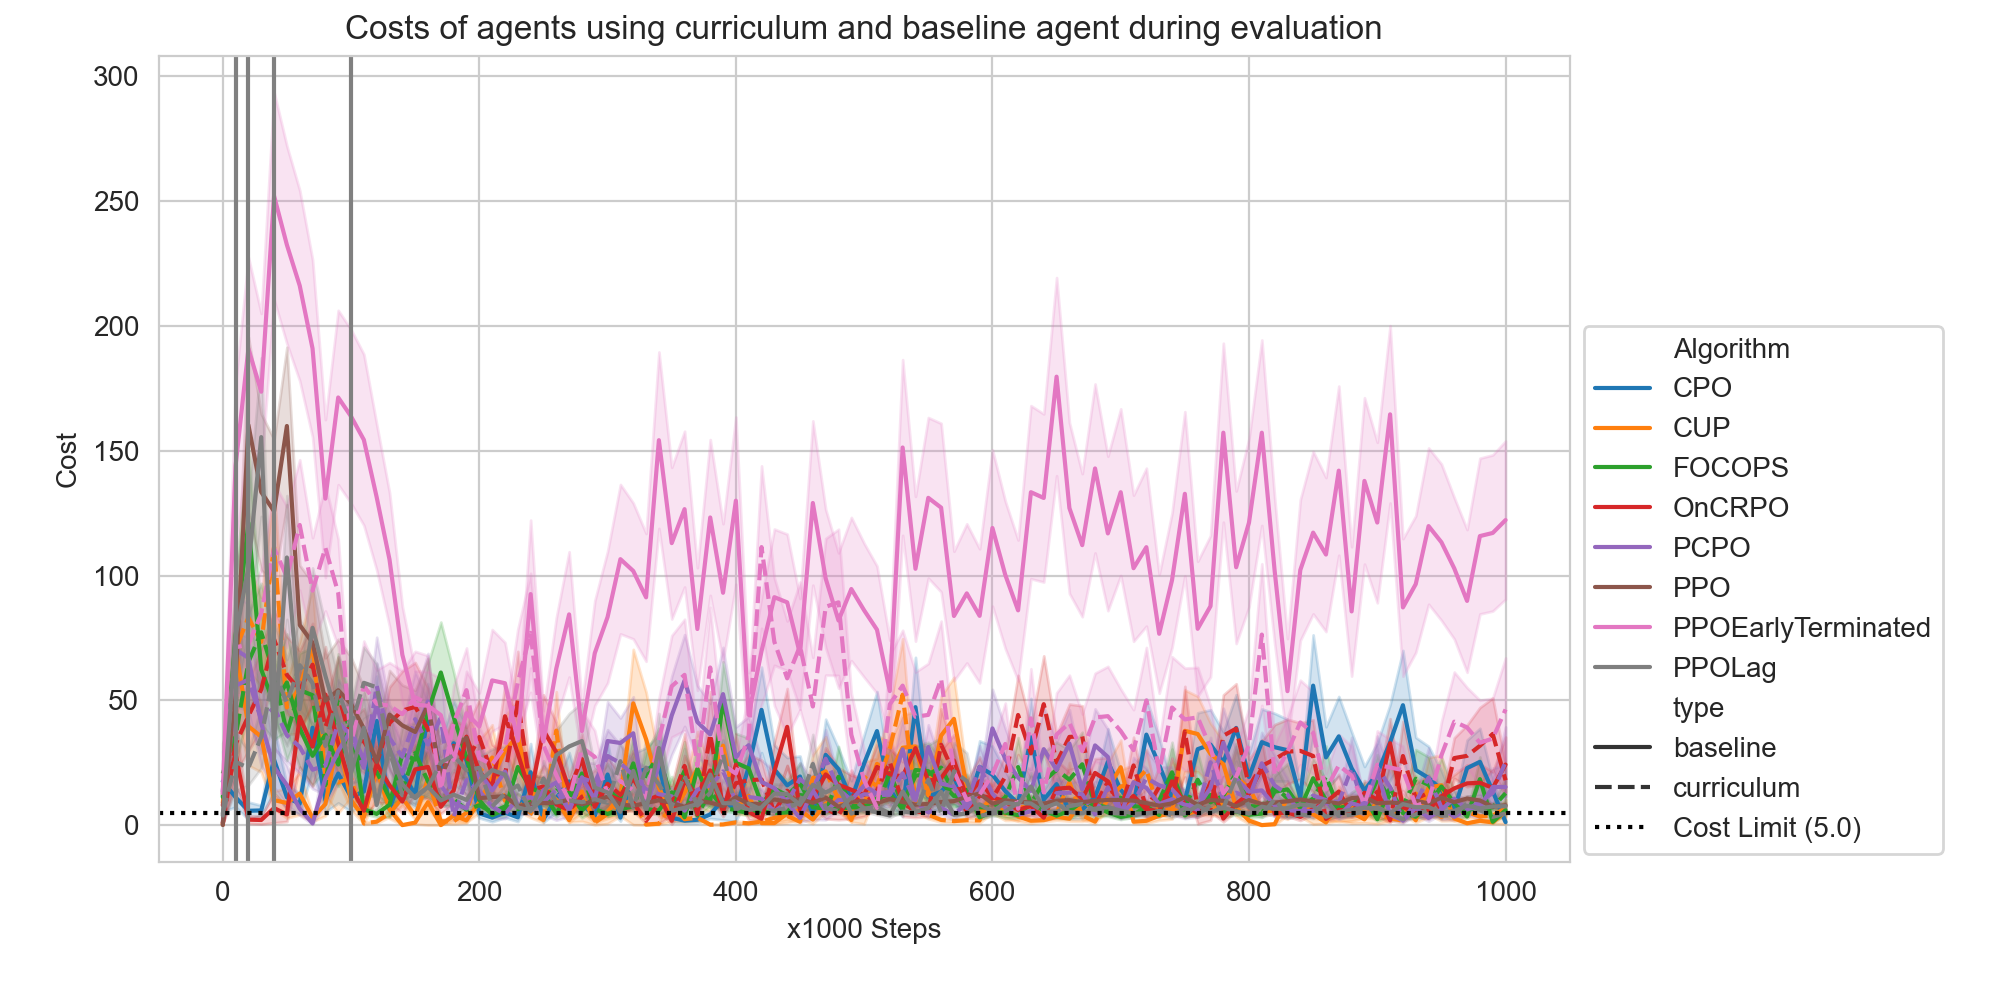 Costs of agents using curriculum and baseline agent during evaluation
300
250
200
150
100
50
0
Cost
0 200 400 600 800 1000
x1000 Steps
Algorithm
CPO
CUP
FOCOPS
OnCRPO
PCPO
PPO
PPOEarlyTerminated
PPOLag
type
baseline
curriculum
Cost Limit (5.0)